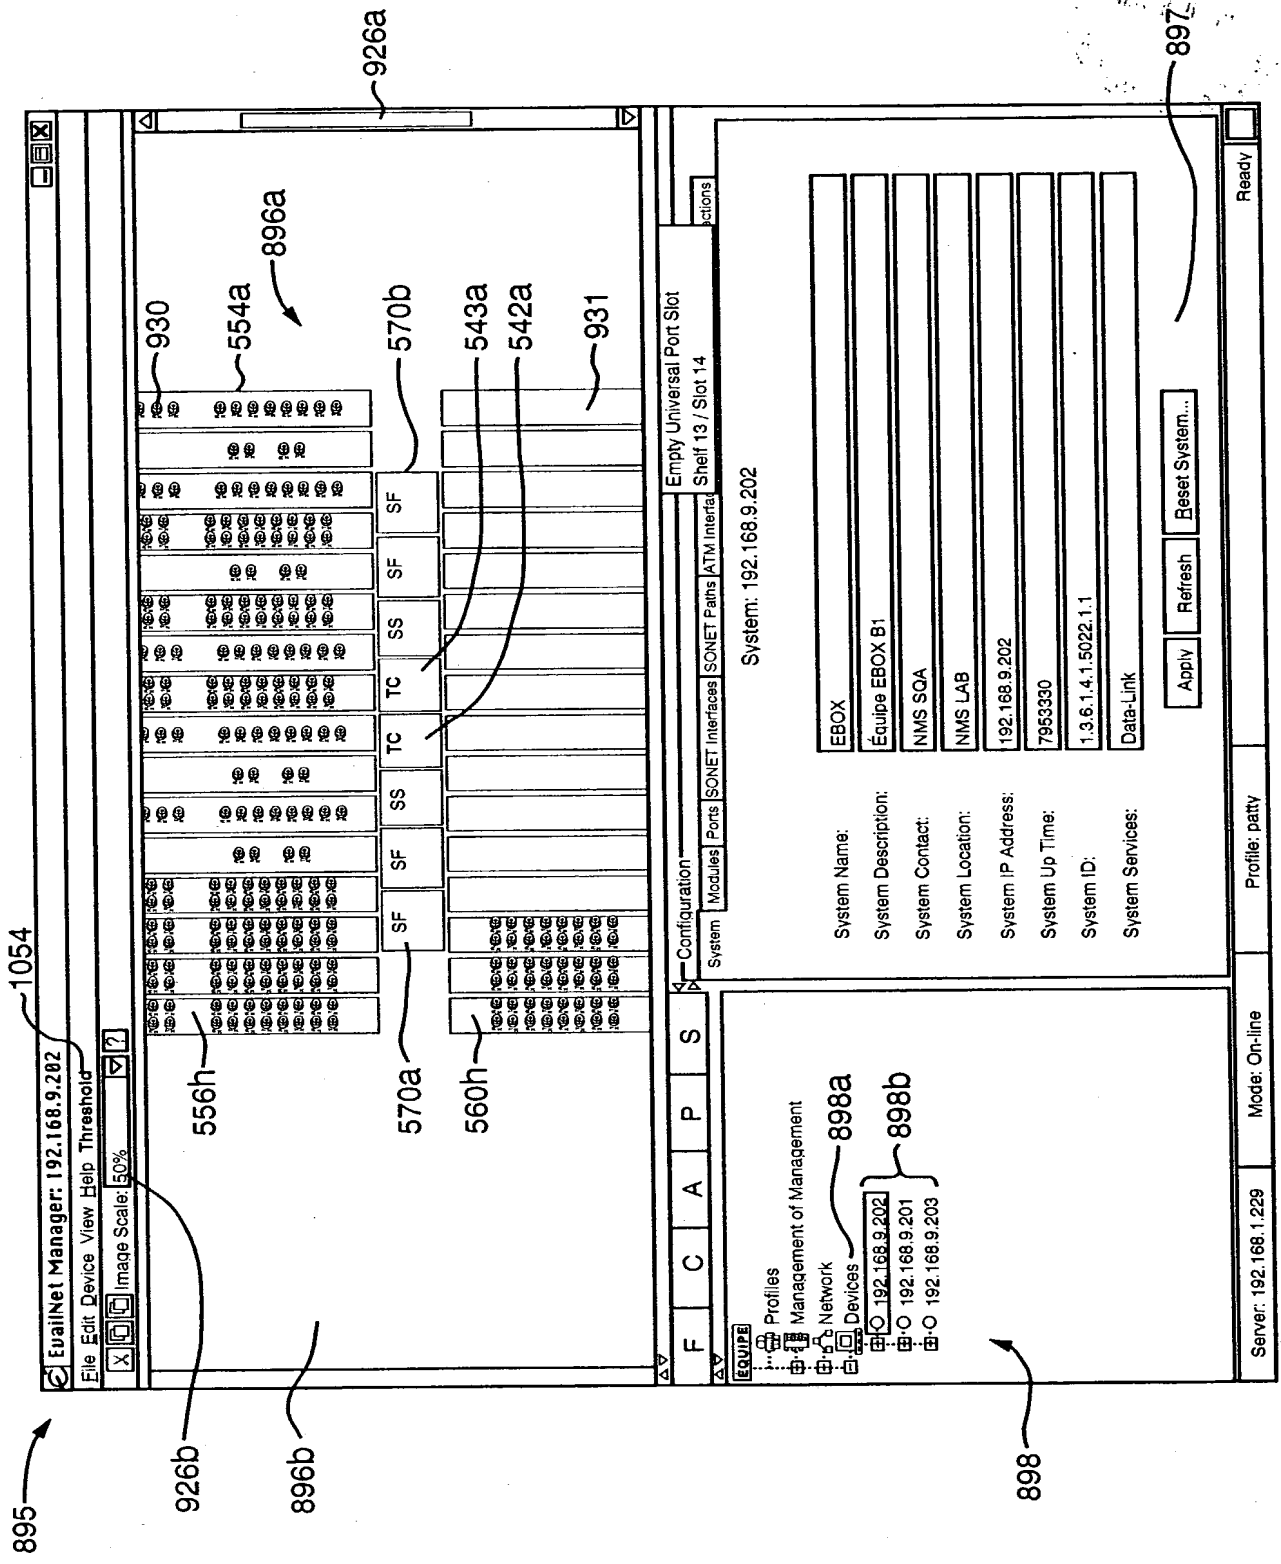 895
1054
EvailNet Manager: 192.168.9.202
File Edit Device View Help Threshold
Image Scale: 50% ?
926b
896b
556h
570a
560h
930
554a
896a
926a
570b
543a
542a
931
SF SF SS TC TC SS SF SF
F C A P S
EQUIPE
Profiles
Management of Management
Network
Devices
192.168.9.202
192.168.9.201
192.168.9.203
898a
898b
898
Configuration
System Modules Ports SONET Interfaces SONET Paths ATM Interfac ections
Empty Universal Port Slot
Shelf 13 / Slot 14
System: 192.168.9.202
System Name: EBOX
System Description: Équipe EBOX B1
System Contact: NMS SQA
System Location: NMS LAB
System IP Address: 192.168.9.202
System Up Time: 7953330
System ID: 1.3.6.1.4.1.5022.1.1
System Services: Data-Link
Apply Refresh Reset System...
897
Server: 192.168.1.229 Mode: On-line Profile: patty Ready